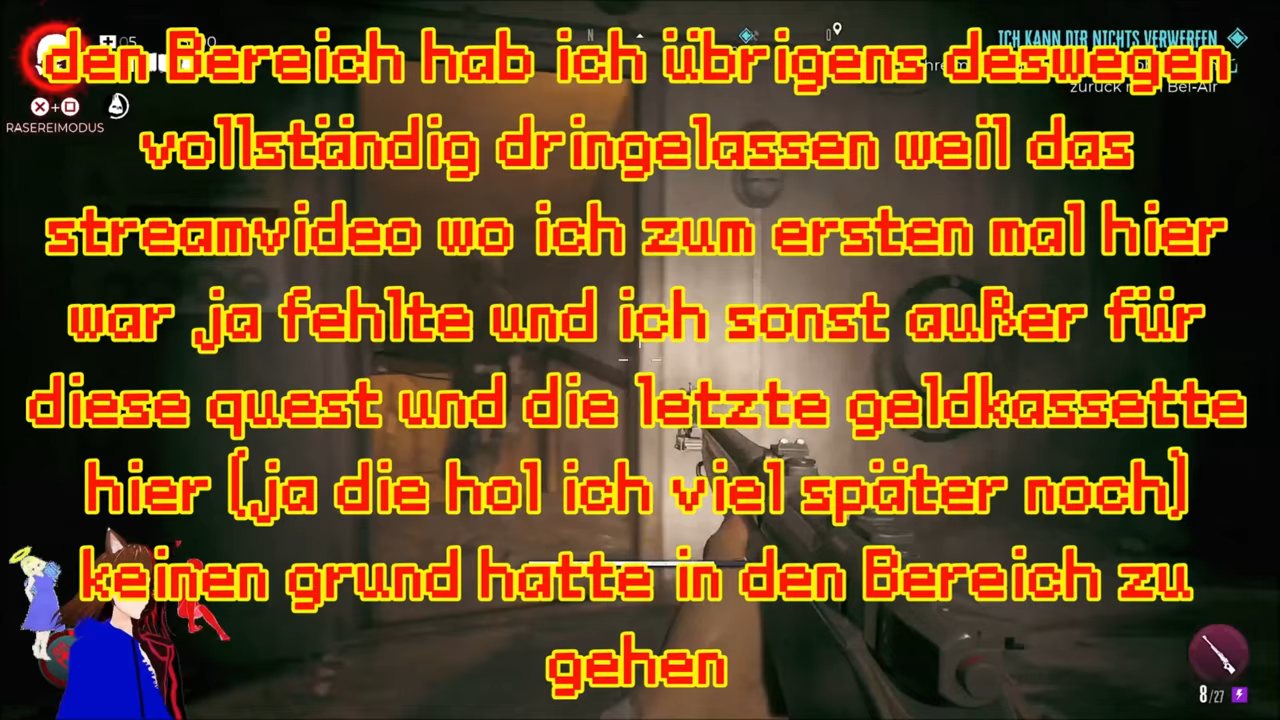 den Bereich hab ich übrigens deswegen
vollständig dringelassen weil das
streamvideo wo ich zum ersten mal hier
war ja fehlte und ich sonst außer für
diese quest und die letzte geldkassette
hier (ja die hol ich viel später noch)
keinen grund hatte in den Bereich zu
gehen
ICH KANN DIR NICHTS VERWERFEN
zurück Bel-Air
RASEREIMODUS
N
8/27